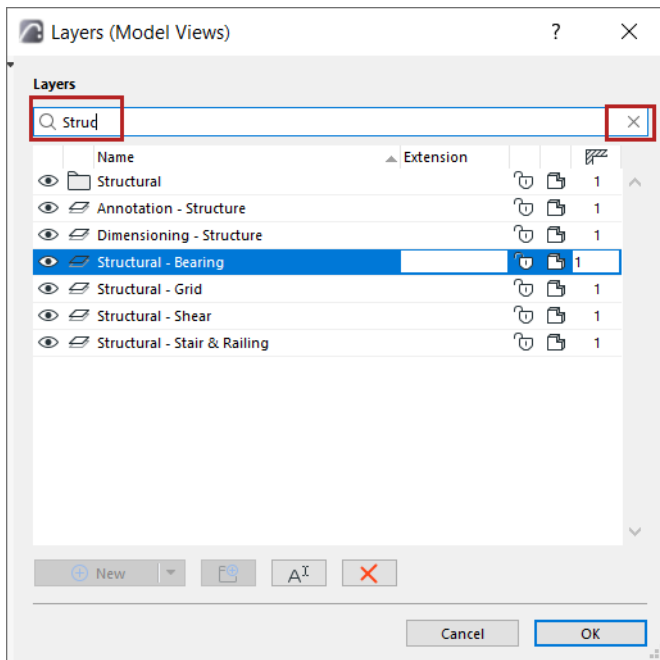 Layers (Model Views) ?
Layers
Struc
Name Extension
Structural 1
Annotation - Structure 1
Dimensioning - Structure 1
Structural - Bearing 1
Structural - Grid 1
Structural - Shear 1
Structural - Stair & Railing 1
New A
Cancel OK